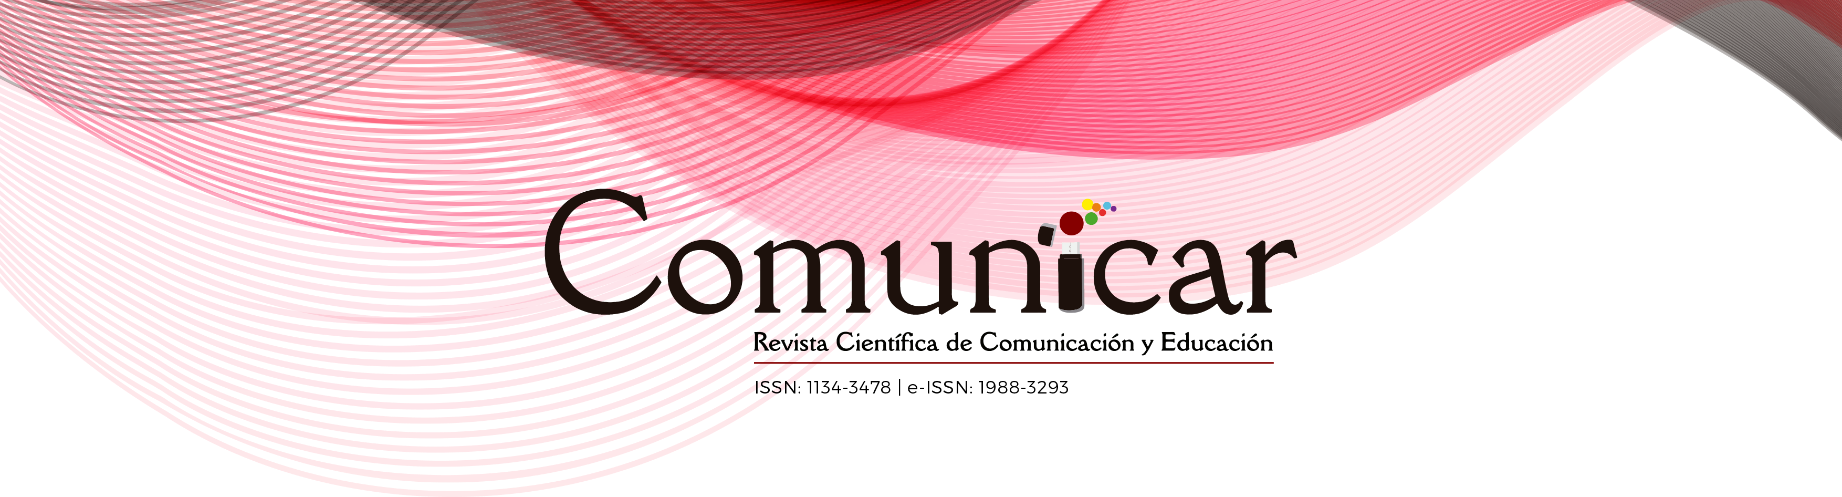 Comunicar
Revista Científica de Comunicación y Educación
ISSN: 1134-3478 | e-ISSN: 1988-3293